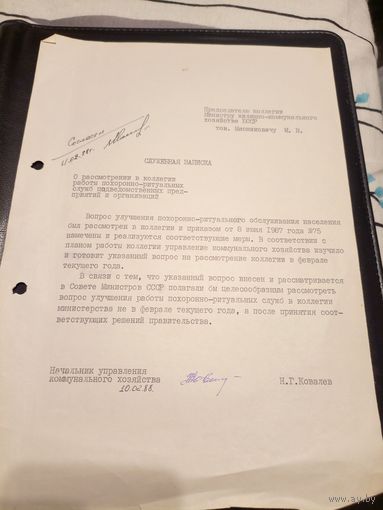 Председателю коллегии
Министру жилищно-коммунального
хозяйства СССР
тов.
СЛУЖЕБНАЯ ЗАПИСКА
Согласен
11.02.88г.
О рассмотрении в коллегии
работы похоронно-ритуальных
служб подведомственных пред-
приятий и организаций
Вопрос улучшения похоронно-ритуального обслуживания населения
был рассмотрен в коллегии и приказом от 8 июня 1987 года №75
намечены и реализуются соответствующие меры. В соответствии с
планом работы коллегии управление коммунального хозяйства изучило
и готовит указанный вопрос на рассмотрение коллегии в феврале
текущего года.
В связи с тем, что указанный вопрос внесен и рассматривается
в Совете Министров СССР полагали бы целесообразным рассмотреть
вопрос улучшения работы похоронно-ритуальных служб в коллегии
министерства не в феврале текущего года, а после принятия соот-
ветствующих решений правительства.
Начальник управления
коммунального хозяйства
10.02.88.
Н.Г.Ковалев
www.ay.by